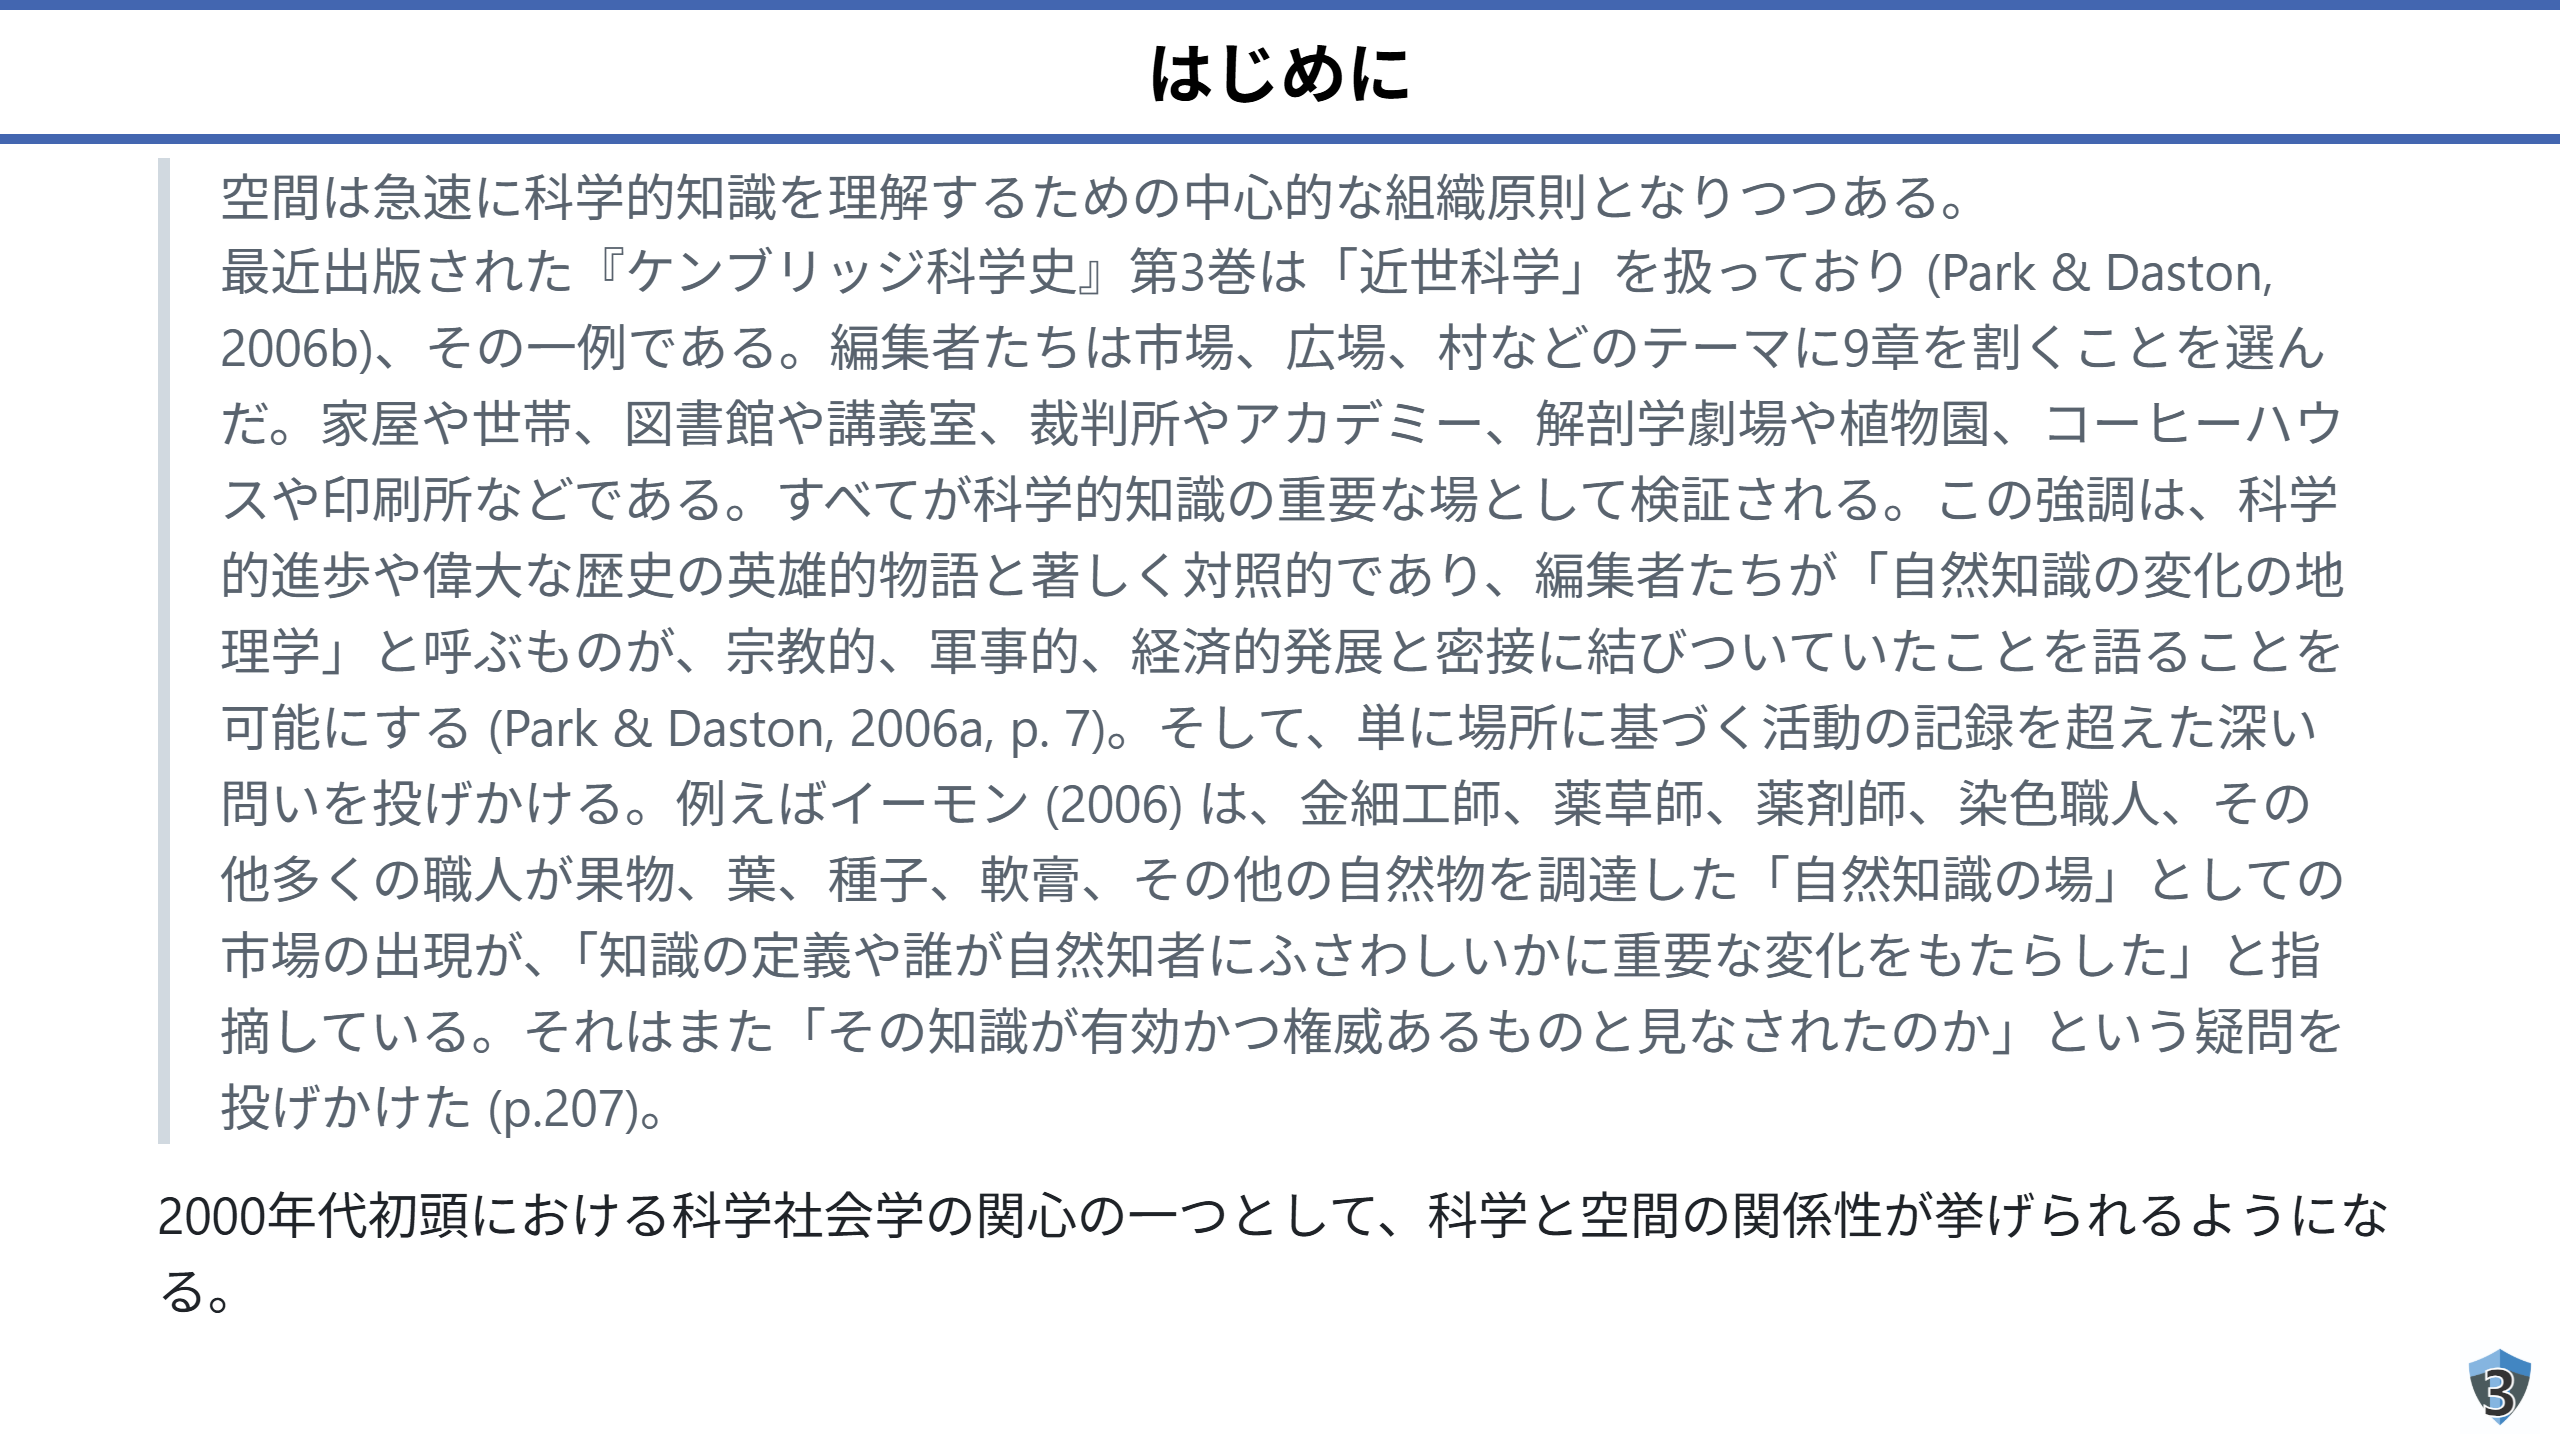 はじめに
空間は急速に科学的知識を理解するための中心的な組織原則となりつつある。
最近出版された『ケンブリッジ科学史』第3巻は「近世科学」を扱っており (Park & Daston,
2006b)、その一例である。編集者たちは市場、広場、村などのテーマに9章を割くことを選ん
だ。家屋や世帯、図書館や講義室、裁判所やアカデミー、解剖学劇場や植物園、コーヒーハウ
スや印刷所などである。すべてが科学的知識の重要な場として検証される。この強調は、科学
的進歩や偉大な歴史の英雄的物語と著しく対照的であり、編集者たちが「自然知識の変化の地
理学」と呼ぶものが、宗教的、軍事的、経済的発展と密接に結びついていたことを語ることを
可能にする (Park & Daston, 2006a, p. 7)。そして、単に場所に基づく活動の記録を超えた深い
問いを投げかける。例えばイーモン (2006) は、金細工師、薬草師、薬剤師、染色職人、その
他多くの職人が果物、葉、種子、軟膏、その他の自然物を調達した「自然知識の場」としての
市場の出現が、「知識の定義や誰が自然知者にふさわしいかに重要な変化をもたらした」と指
摘している。それはまた「その知識が有効かつ権威あるものと見なされたのか」という疑問を
投げかけた (p.207)。
2000年代初頭における科学社会学の関心の一つとして、科学と空間の関係性が挙げられるようにな
る。
3